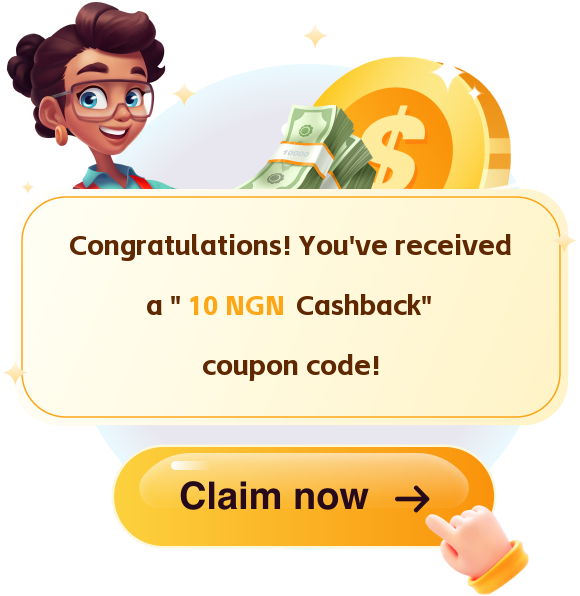 Congratulations! You've received
a " 10 NGN Cashback"
coupon code!
Claim now